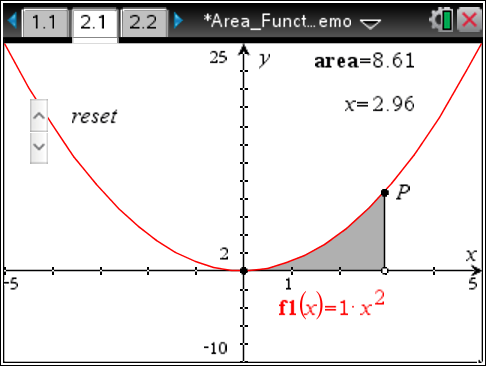 1.1 2.1 2.2 *Area_Funct…emo
25 y area=8.61
x=2.96
reset
P
2
x
-5 1 5
f1(x)=1·x²
-10